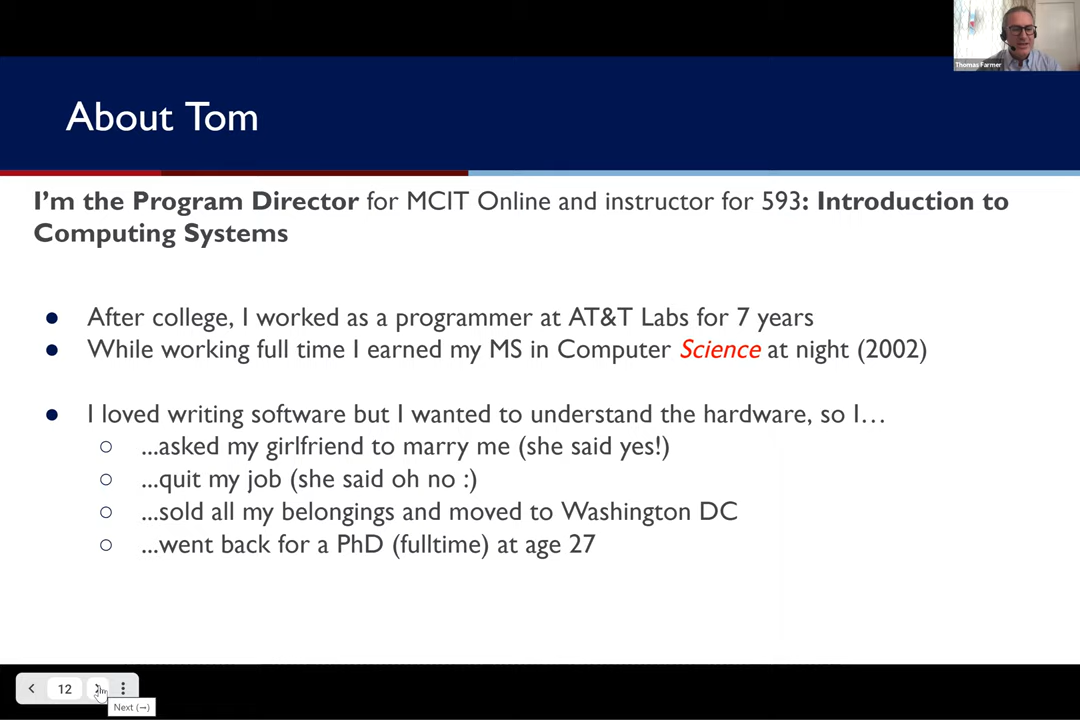 Thomas Farmer
About Tom
I'm the Program Director for MCIT Online and instructor for 593: Introduction to
Computing Systems
● After college, I worked as a programmer at AT&T Labs for 7 years
● While working full time I earned my MS in Computer Science at night (2002)
● I loved writing software but I wanted to understand the hardware, so I…
○ ...asked my girlfriend to marry me (she said yes!)
○ ...quit my job (she said oh no :)
○ ...sold all my belongings and moved to Washington DC
○ ...went back for a PhD (fulltime) at age 27
12
Next (→)